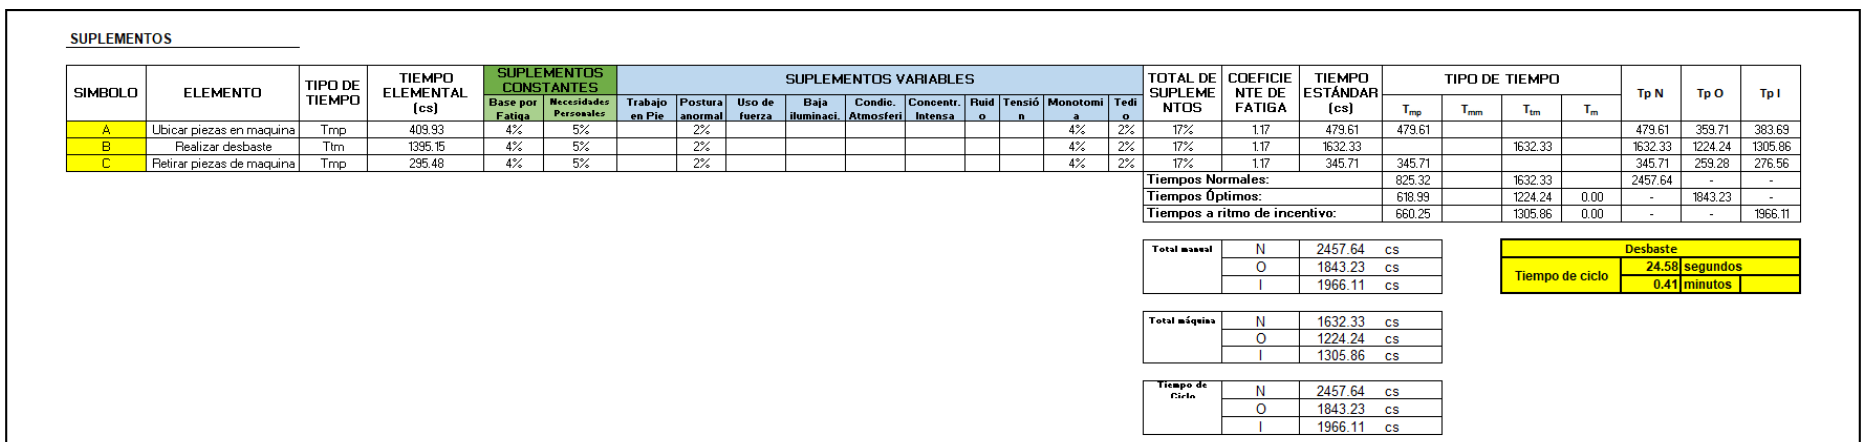 SUPLEMENTOS
SIMBOLO ELEMENTO TIPO DE TIEMPO TIEMPO ELEMENTAL (cs) SUPLEMENTOS CONSTANTES SUPLEMENTOS VARIABLES TOTAL DE SUPLEME NTOS COEFICIE NTE DE FATIGA TIEMPO ESTÁNDAR (cs) TIPO DE TIEMPO Tp N Tp O Tp I
Base por Fatiga Necesidades Personales Trabajo en Pie Postura anormal Uso de fuerza Baja iluminaci. Condic. Atmosferi Concentr. Intensa Ruid o Tensió n Monotomi a Tedi o Tmp Tmm Ttm Tm
A Ubicar piezas en maquina Tmp 409.93 4% 5% 2% 4% 2% 17% 1.17 479.61 479.61 479.61 359.71 383.69
B Realizar desbaste Ttm 1395.15 4% 5% 2% 4% 2% 17% 1.17 1632.33 1632.33 1632.33 1224.24 1305.86
C Retirar piezas de maquina Tmp 295.48 4% 5% 2% 4% 2% 17% 1.17 345.71 345.71 345.71 259.28 276.56
Tiempos Normales: 825.32 1632.33 2457.64 - -
Tiempos Óptimos: 618.99 1224.24 0.00 - 1843.23 -
Tiempos a ritmo de incentivo: 660.25 1305.86 0.00 - - 1966.11
Total manual N 2457.64 cs
O 1843.23 cs
I 1966.11 cs
Desbaste
Tiempo de ciclo 24.58 segundos
0.41 minutos
Total máquina N 1632.33 cs
O 1224.24 cs
I 1305.86 cs
Tiempo de Ciclo N 2457.64 cs
O 1843.23 cs
I 1966.11 cs